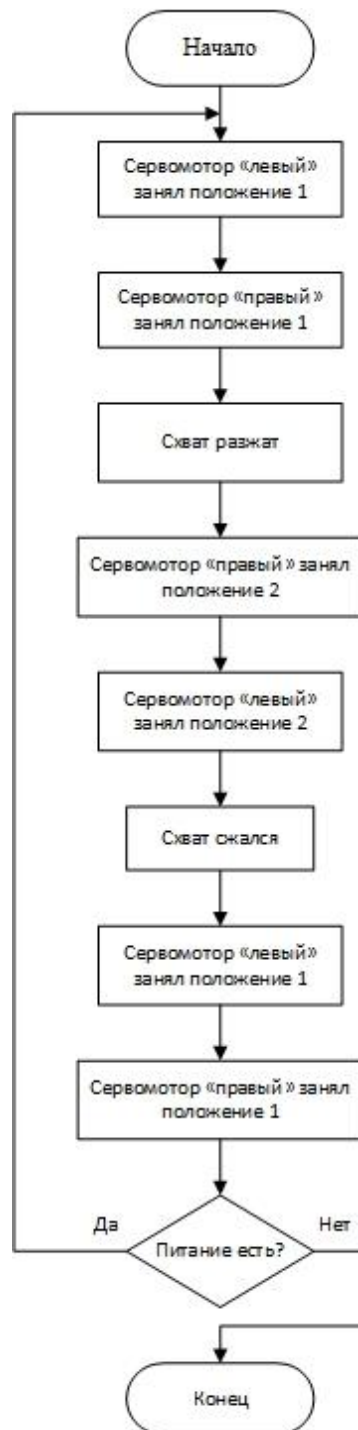 Начало
Сервомотор «левый»
занял положение 1
Сервомотор «правый»
занял положение 1
Схват разжат
Сервомотор «правый» занял
положение 2
Сервомотор «левый»
занял положение 2
Схват сжался
Сервомотор «левый»
занял положение 1
Сервомотор «правый» занял
положение 1
Да
Питание есть?
Нет
Конец